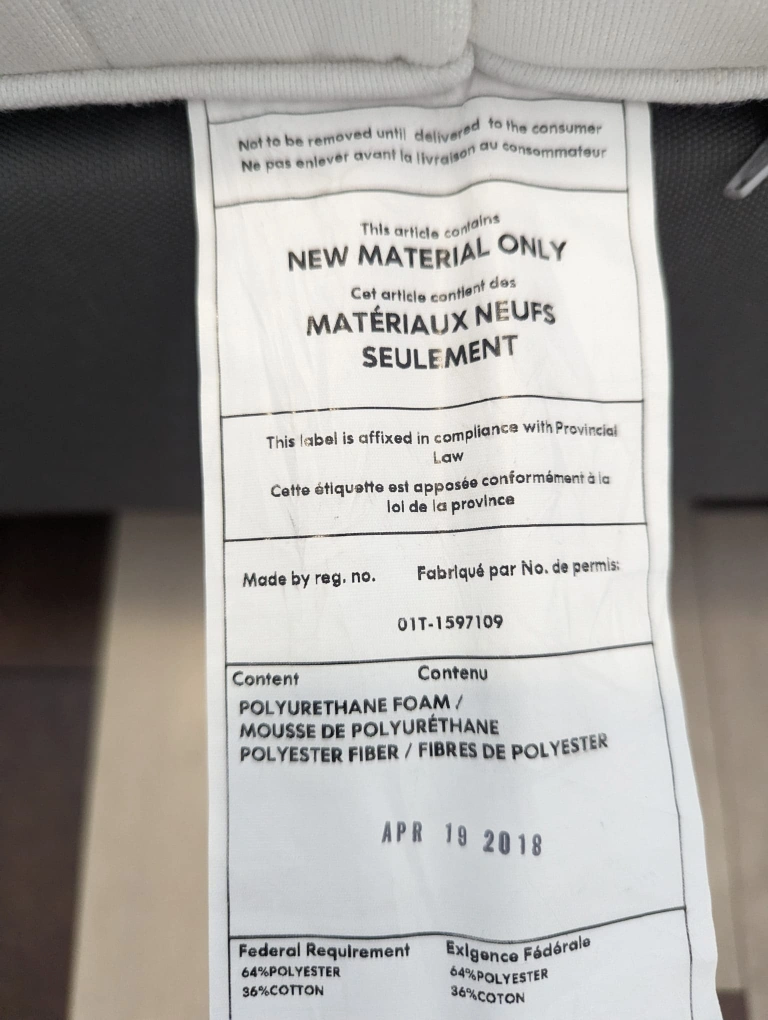 Not to be removed until delivered to the consumer
Ne pas enlever avant la livraison au consommateur
This article contains
NEW MATERIAL ONLY
Cet article contient des
MATÉRIAUX NEUFS
SEULEMENT
This label is affixed in compliance with Provincial
Law
Cette étiquette est apposée conformément à la
loi de la province
Made by reg. no. Fabriqué par No. de permis:
01T-1597109
Content Contenu
POLYURETHANE FOAM /
MOUSSE DE POLYURÉTHANE
POLYESTER FIBER / FIBRES DE POLYESTER
APR 19 2018
Federal Requirement Exigence Fédérale
64%POLYESTER 64%POLYESTER
36%COTTON 36%COTON